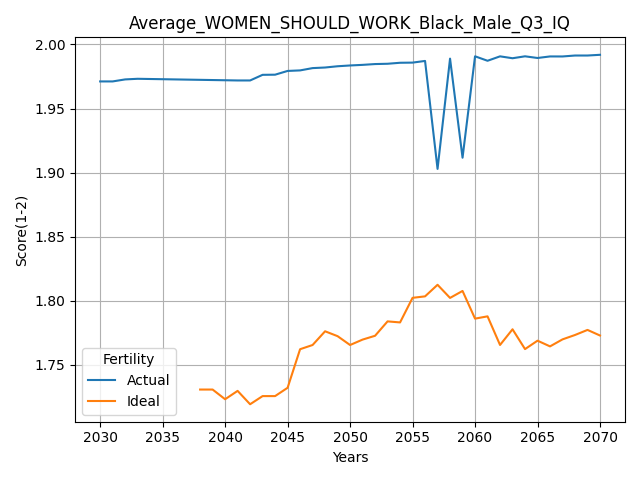 Average_WOMEN_SHOULD_WORK_Black_Male_Q3_IQ
2.00
1.95
1.90
1.85
1.80
1.75
Score(1-2)
Fertility
Actual
Ideal
2030 2035 2040 2045 2050 2055 2060 2065 2070
Years